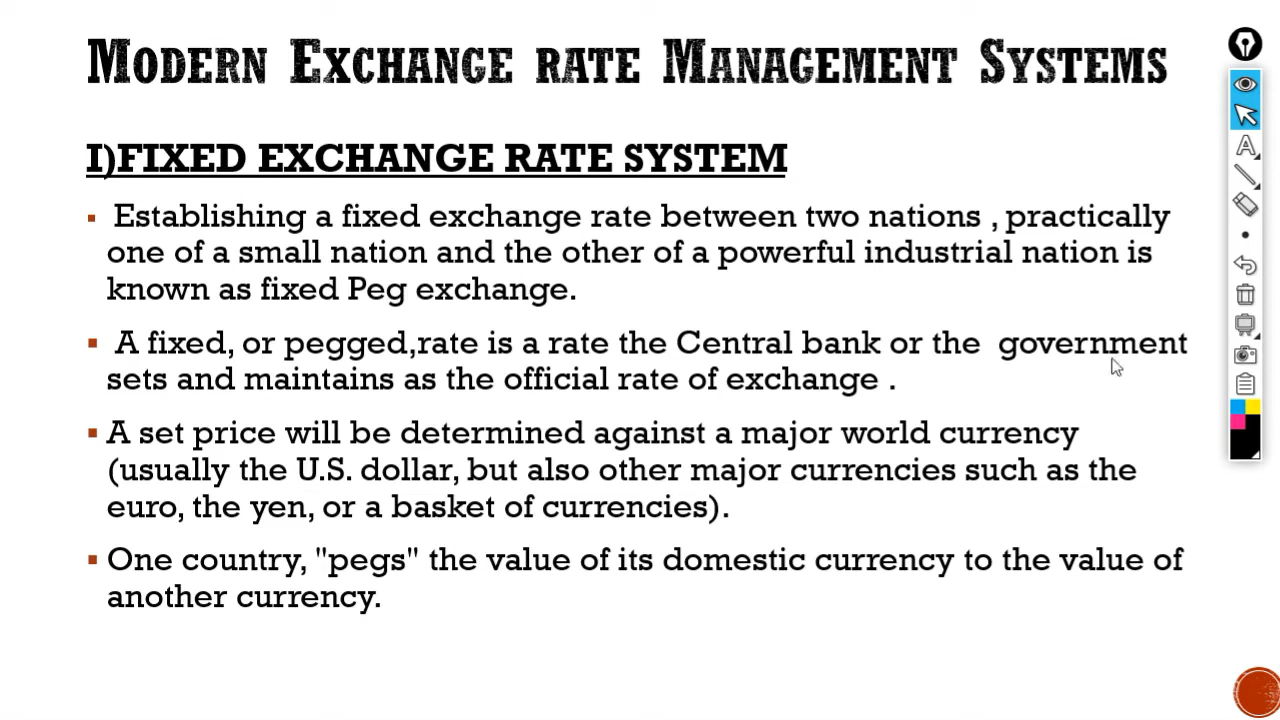 Modern Exchange rate Management Systems
I)FIXED EXCHANGE RATE SYSTEM
▪ Establishing a fixed exchange rate between two nations , practically
one of a small nation and the other of a powerful industrial nation is
known as fixed Peg exchange.
▪ A fixed, or pegged,rate is a rate the Central bank or the government
sets and maintains as the official rate of exchange .
▪ A set price will be determined against a major world currency
(usually the U.S. dollar, but also other major currencies such as the
euro, the yen, or a basket of currencies).
▪ One country, "pegs" the value of its domestic currency to the value of
another currency.
A